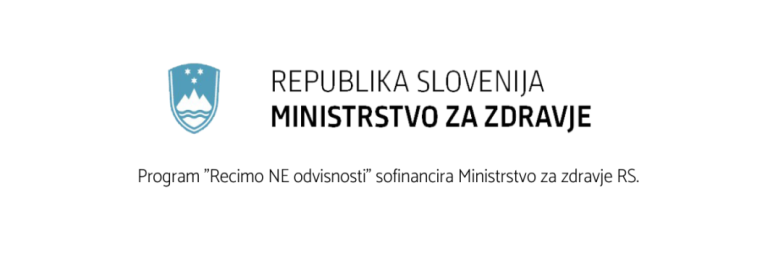 REPUBLIKA SLOVENIJA
MINISTRSTVO ZA ZDRAVJE
Program "Recimo NE odvisnosti" sofinancira Ministrstvo za zdravje RS.